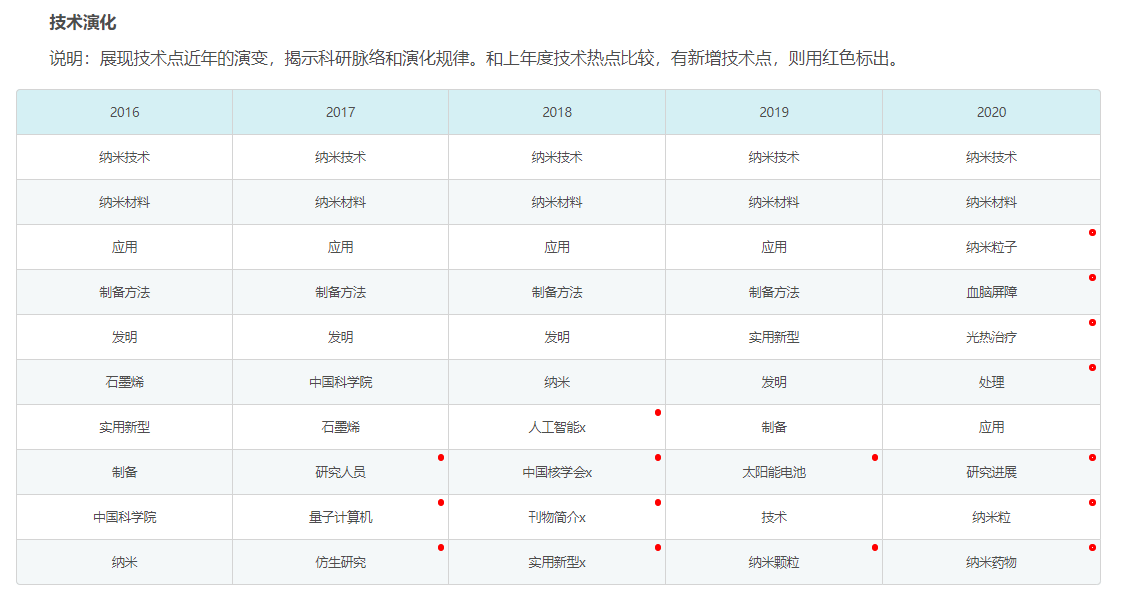 技术演化
说明：展现技术点近年的演变，揭示科研脉络和演化规律。和上年度技术热点比较，有新增技术点，则用红色标出。
2016 2017 2018 2019 2020
纳米技术 纳米技术 纳米技术 纳米技术 纳米技术
纳米材料 纳米材料 纳米材料 纳米材料 纳米材料
应用 应用 应用 应用 纳米粒子
制备方法 制备方法 制备方法 制备方法 血脑屏障
发明 发明 发明 实用新型 光热治疗
石墨烯 中国科学院 纳米 发明 处理
实用新型 石墨烯 人工智能x 制备 应用
制备 研究人员 中国核学会x 太阳能电池 研究进展
中国科学院 量子计算机 刊物简介x 技术 纳米粒
纳米 仿生研究 实用新型x 纳米颗粒 纳米药物